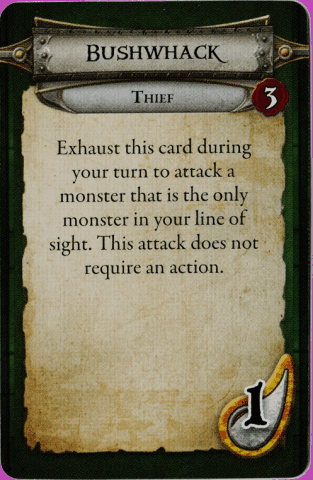 Bushwhack
Thief
3
Exhaust this card during
your turn to attack a
monster that is the only
monster in your line of
sight. This attack does not
require an action.
1